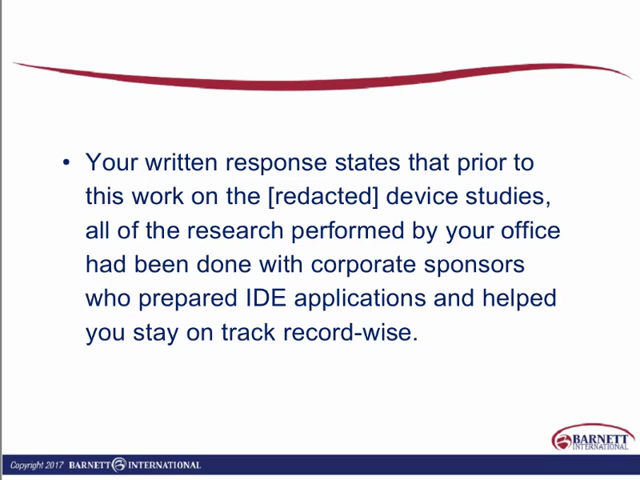 • Your written response states that prior to
this work on the [redacted] device studies,
all of the research performed by your office
had been done with corporate sponsors
who prepared IDE applications and helped
you stay on track record-wise.
BARNETT
INTERNATIONAL
Copyright 2017 BARNETT INTERNATIONAL